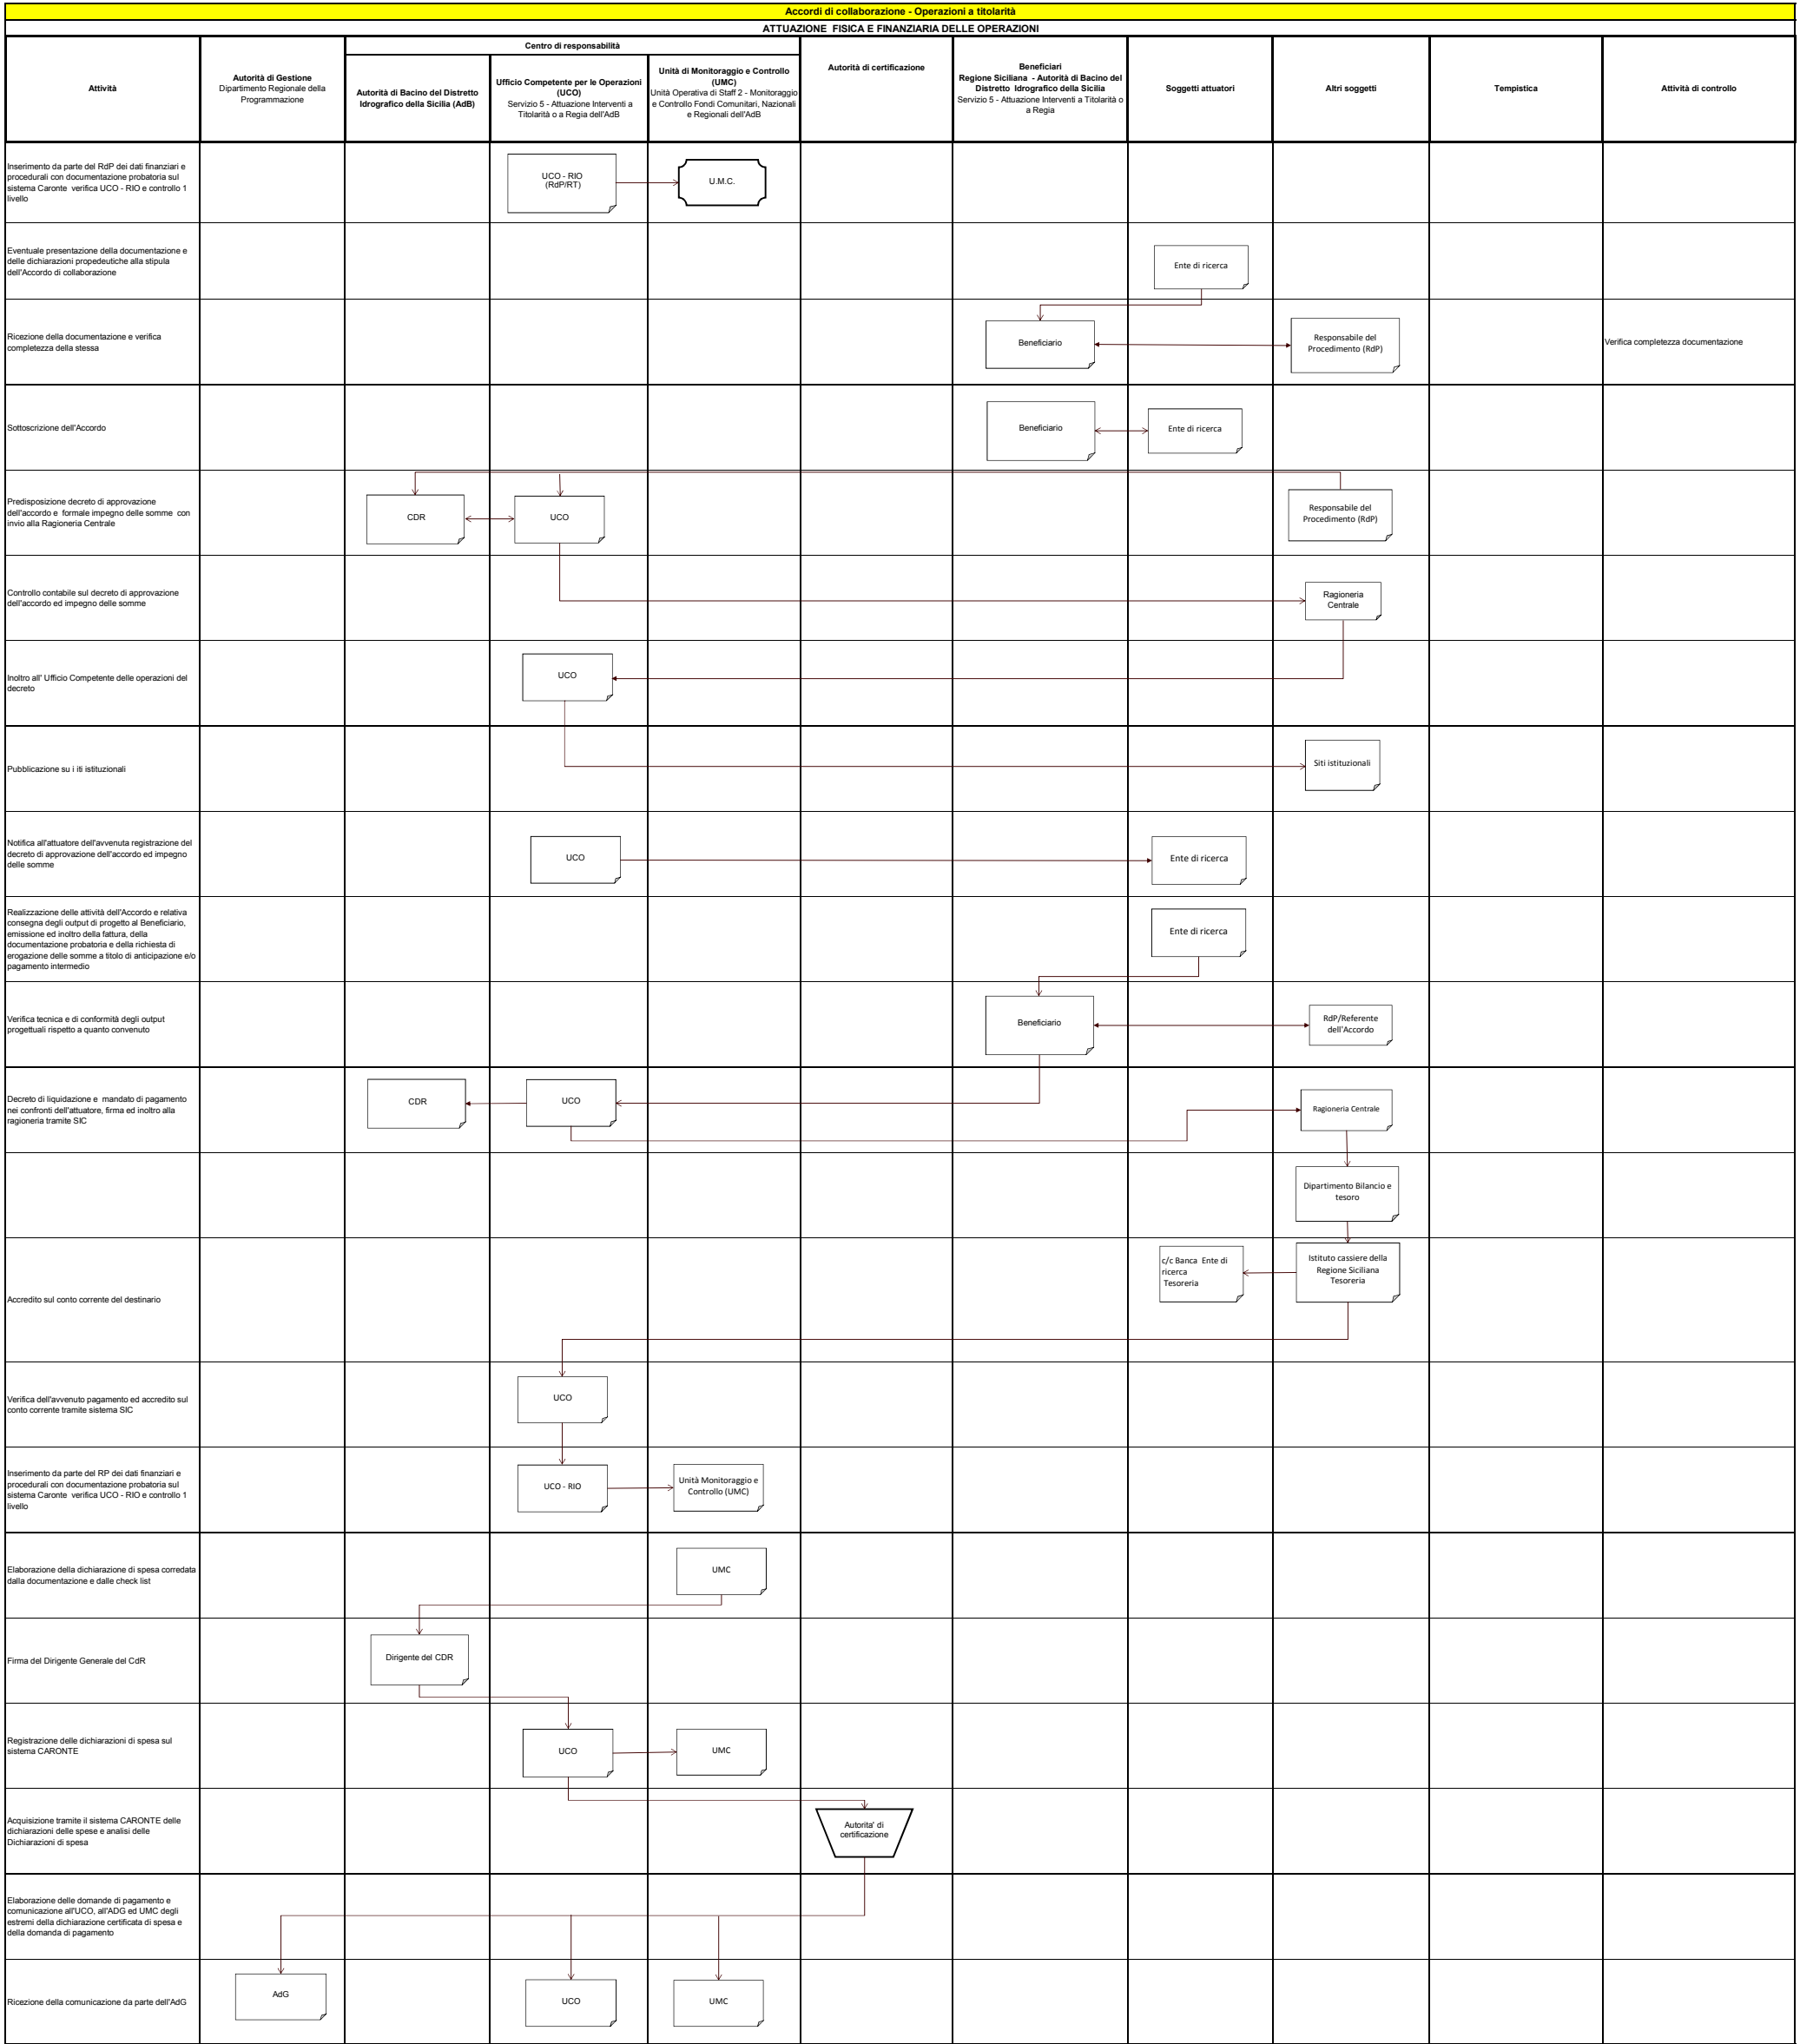 Accordi di collaborazione - Operazioni a titolarità
ATTUAZIONE FISICA E FINANZIARIA DELLE OPERAZIONI
Attività
Autorità di Gestione
Dipartimento Regionale della
Programmazione
Centro di responsabilità
Autorità di Bacino del Distretto
Idrografico della Sicilia (AdB)
Ufficio Competente per le Operazioni
(UCO)
Servizio 5 - Attuazione Interventi a
Titolarità o a Regia dell'AdB
Unità di Monitoraggio e Controllo
(UMC)
Unità Operativa di Staff 2 - Monitoraggio
e Controllo Fondi Comunitari, Nazionali
e Regionali dell'AdB
Autorità di certificazione
Beneficiari
Regione Siciliana - Autorità di Bacino del
Distretto Idrografico della Sicilia
Servizio 5 - Attuazione Interventi a Titolarità o
a Regia
Soggetti attuatori
Altri soggetti
Tempistica
Attività di controllo
Inserimento da parte del RdP dei dati finanziari e
procedurali con documentazione probatoria sul
sistema Caronte verifica UCO - RIO e controllo 1
livello
UCO - RIO
(RdP/RT)
U.M.C.
Eventuale presentazione della documentazione e
delle dichiarazioni propedeutiche alla stipula
dell'Accordo di collaborazione
Ente di ricerca
Ricezione della documentazione e verifica
completezza della stessa
Beneficiario
Responsabile del
Procedimento (RdP)
Verifica completezza documentazione
Sottoscrizione dell'Accordo
Beneficiario
Ente di ricerca
Predisposizione decreto di approvazione
dell'accordo e formale impegno delle somme con
invio alla Ragioneria Centrale
CDR
UCO
Responsabile del
Procedimento (RdP)
Controllo contabile sul decreto di approvazione
dell'accordo ed impegno delle somme
Ragioneria
Centrale
Inoltro all' Ufficio Competente delle operazioni del
decreto
UCO
Pubblicazione su i iti istituzionali
Siti istituzionali
Notifica all'attuatore dell'avvenuta registrazione del
decreto di approvazione dell'accordo ed impegno
delle somme
UCO
Ente di ricerca
Realizzazione delle attività dell'Accordo e relativa
consegna degli output di progetto al Beneficiario,
emissione ed inoltro della fattura, della
documentazione probatoria e della richiesta di
erogazione delle somme a titolo di anticipazione e/o
pagamento intermedio
Ente di ricerca
Verifica tecnica e di conformità degli output
progettuali rispetto a quanto convenuto
Beneficiario
RdP/Referente
dell'Accordo
Decreto di liquidazione e mandato di pagamento
nei confronti dell'attuatore, firma ed inoltro alla
ragioneria tramite SIC
CDR
UCO
Ragioneria Centrale
Dipartimento Bilancio e
tesoro
Accredito sul conto corrente del destinario
c/c Banca Ente di
ricerca
Tesoreria
Istituto cassiere della
Regione Siciliana
Tesoreria
Verifica dell'avvenuto pagamento ed accredito sul
conto corrente tramite sistema SIC
UCO
Inserimento da parte del RP dei dati finanziari e
procedurali con documentazione probatoria sul
sistema Caronte verifica UCO - RIO e controllo 1
livello
UCO - RIO
Unità Monitoraggio e
Controllo (UMC)
Elaborazione della dichiarazione di spesa corredata
dalla documentazione e dalle check list
UMC
Firma del Dirigente Generale del CdR
Dirigente del CDR
Registrazione delle dichiarazioni di spesa sul
sistema CARONTE
UCO
UMC
Acquisizione tramite il sistema CARONTE delle
dichiarazioni delle spese e analisi delle
Dichiarazioni di spesa
Autorita' di
certificazione
Elaborazione delle domande di pagamento e
comunicazione all'UCO, all'ADG ed UMC degli
estremi della dichiarazione certificata di spesa e
della domanda di pagamento
Ricezione della comunicazione da parte dell'AdG
AdG
UCO
UMC